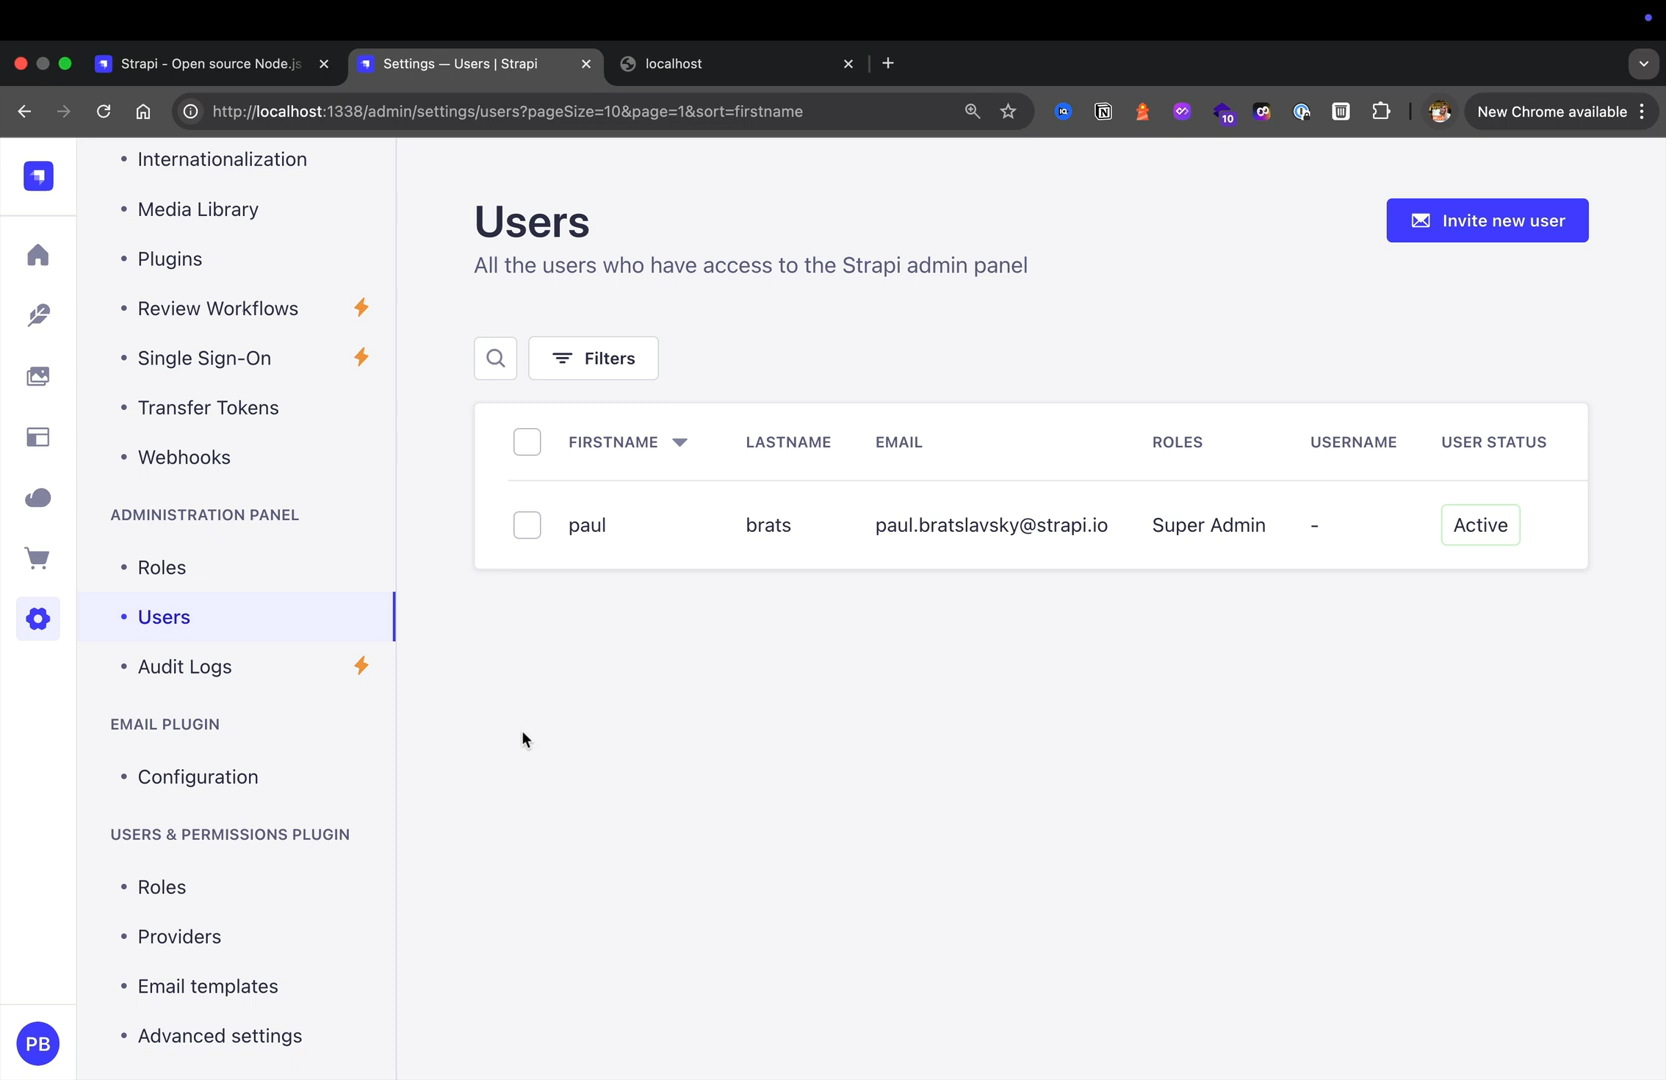 Strapi - Open source Node.js
Settings — Users | Strapi
localhost
http://localhost:1338/admin/settings/users?pageSize=10&page=1&sort=firstname
10
New Chrome available
Internationalization
Media Library
Plugins
Review Workflows
Single Sign-On
Transfer Tokens
Webhooks
ADMINISTRATION PANEL
Roles
Users
Audit Logs
EMAIL PLUGIN
Configuration
USERS & PERMISSIONS PLUGIN
Roles
Providers
Email templates
Advanced settings
PB
Users
All the users who have access to the Strapi admin panel
Invite new user
Filters
FIRSTNAME LASTNAME EMAIL ROLES USERNAME USER STATUS
paul brats paul.bratslavsky@strapi.io Super Admin - Active